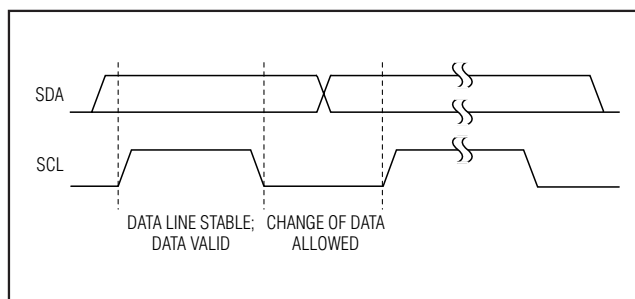 SDA
SCL
DATA LINE STABLE;
DATA VALID
CHANGE OF DATA
ALLOWED